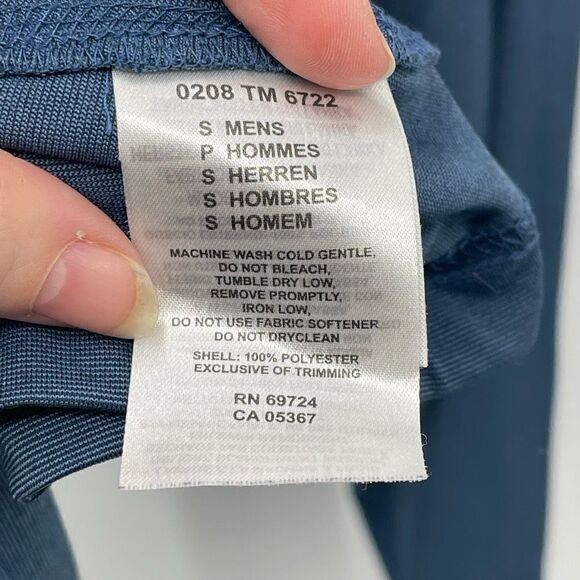 0208 TM 6722
S MENS
P HOMMES
S HERREN
S HOMBRES
S HOMEM
MACHINE WASH COLD GENTLE,
DO NOT BLEACH,
TUMBLE DRY LOW,
REMOVE PROMPTLY,
IRON LOW,
DO NOT USE FABRIC SOFTENER
DO NOT DRYCLEAN
SHELL: 100% POLYESTER
EXCLUSIVE OF TRIMMING
RN 69724
CA 05367